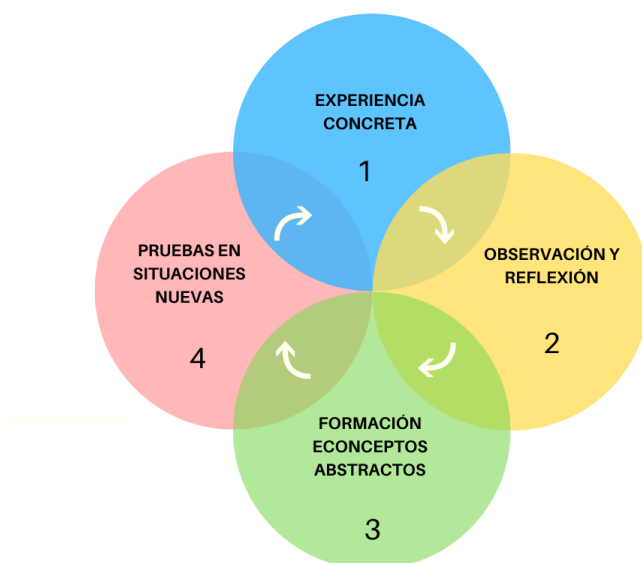 EXPERIENCIA
CONCRETA
1
OBSERVACIÓN Y
REFLEXIÓN
2
FORMACIÓN
ECONCEPTOS
ABSTRACTOS
3
PRUEBAS EN
SITUACIONES
NUEVAS
4